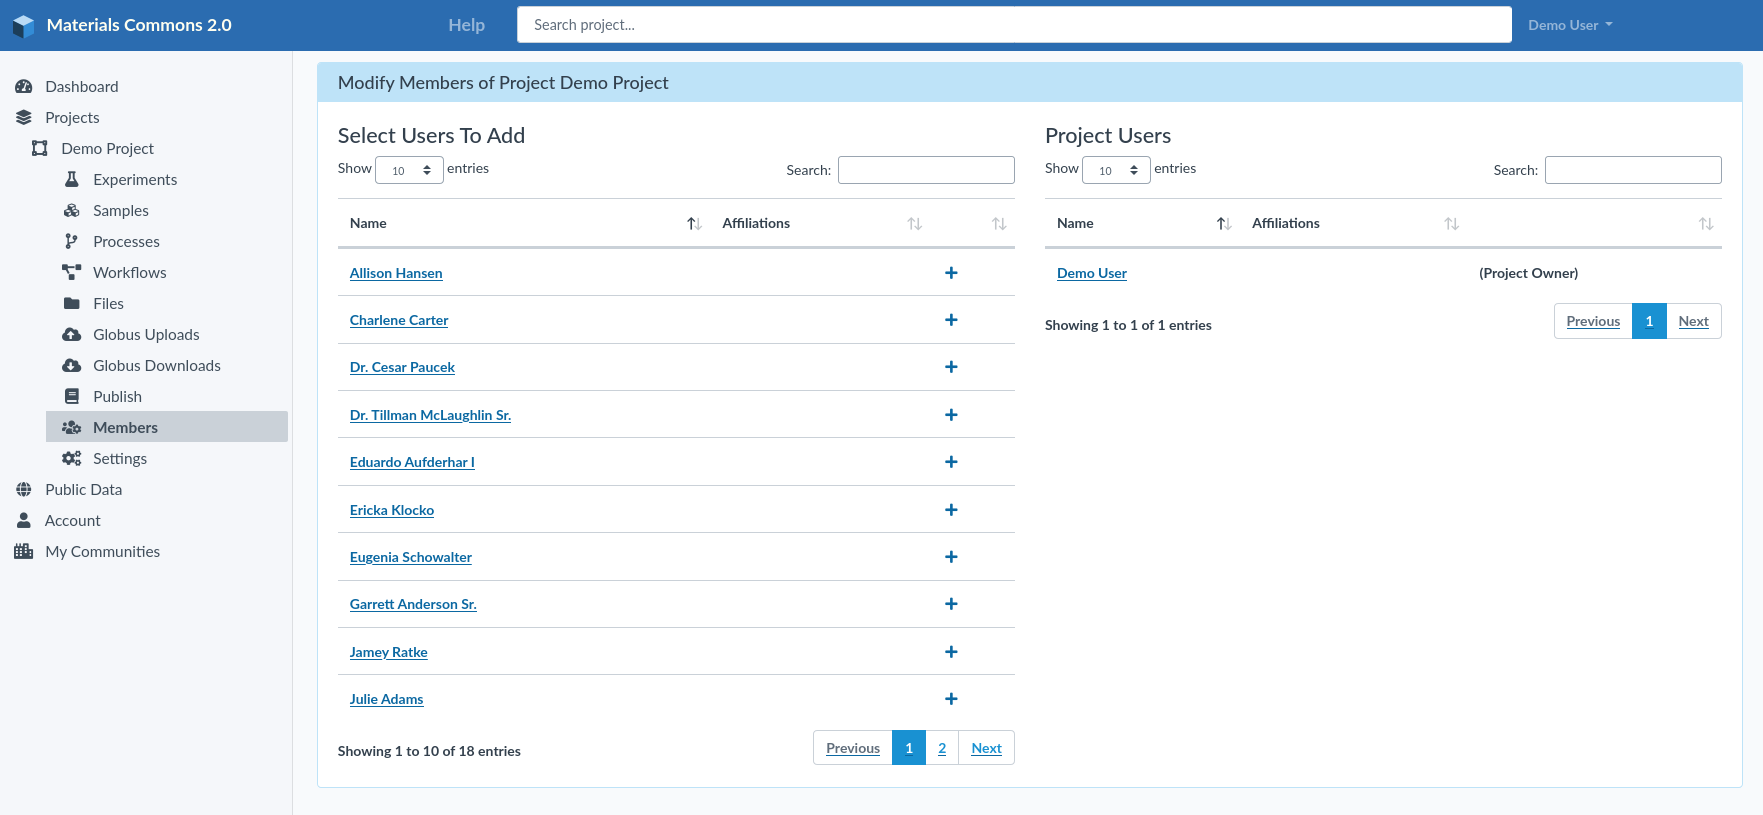 Materials Commons 2.0
Help
Search project...
Demo User
Dashboard
Projects
Demo Project
Experiments
Samples
Processes
Workflows
Files
Globus Uploads
Globus Downloads
Publish
Members
Settings
Public Data
Account
My Communities
Modify Members of Project Demo Project
Select Users To Add
Show 10 entries
Search:
Name Affiliations
Allison Hansen
Charlene Carter
Dr. Cesar Paucek
Dr. Tillman McLaughlin Sr.
Eduardo Aufderhar I
Ericka Klocko
Eugenia Schowalter
Garrett Anderson Sr.
Jamey Ratke
Julie Adams
Showing 1 to 10 of 18 entries
Previous 1 2 Next
Project Users
Show 10 entries
Search:
Name Affiliations
Demo User (Project Owner)
Showing 1 to 1 of 1 entries
Previous 1 Next